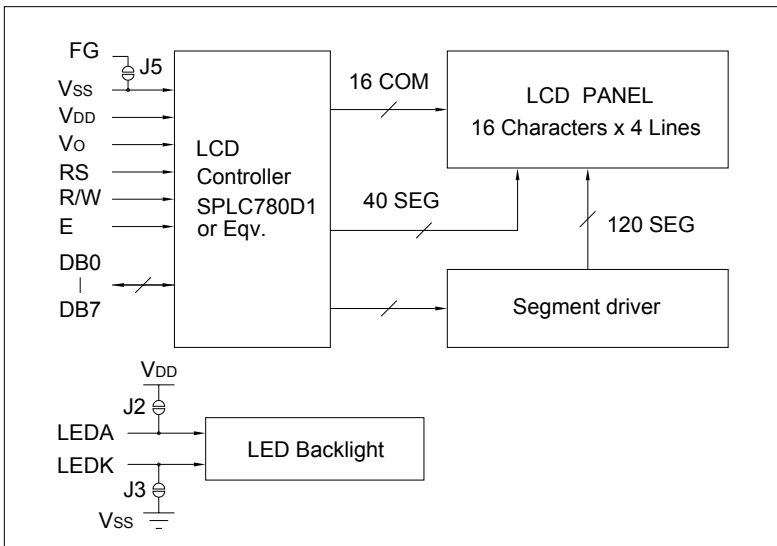 FG
J5
VSS
VDD
VO
RS
R/W
E
DB0
DB7
LCD
Controller
SPLC780D1
or Eqv.
16 COM
LCD PANEL
16 Characters x 4 Lines
40 SEG
120 SEG
Segment driver
VDD
J2
LEDA
LEDK
J3
VSS
LED Backlight